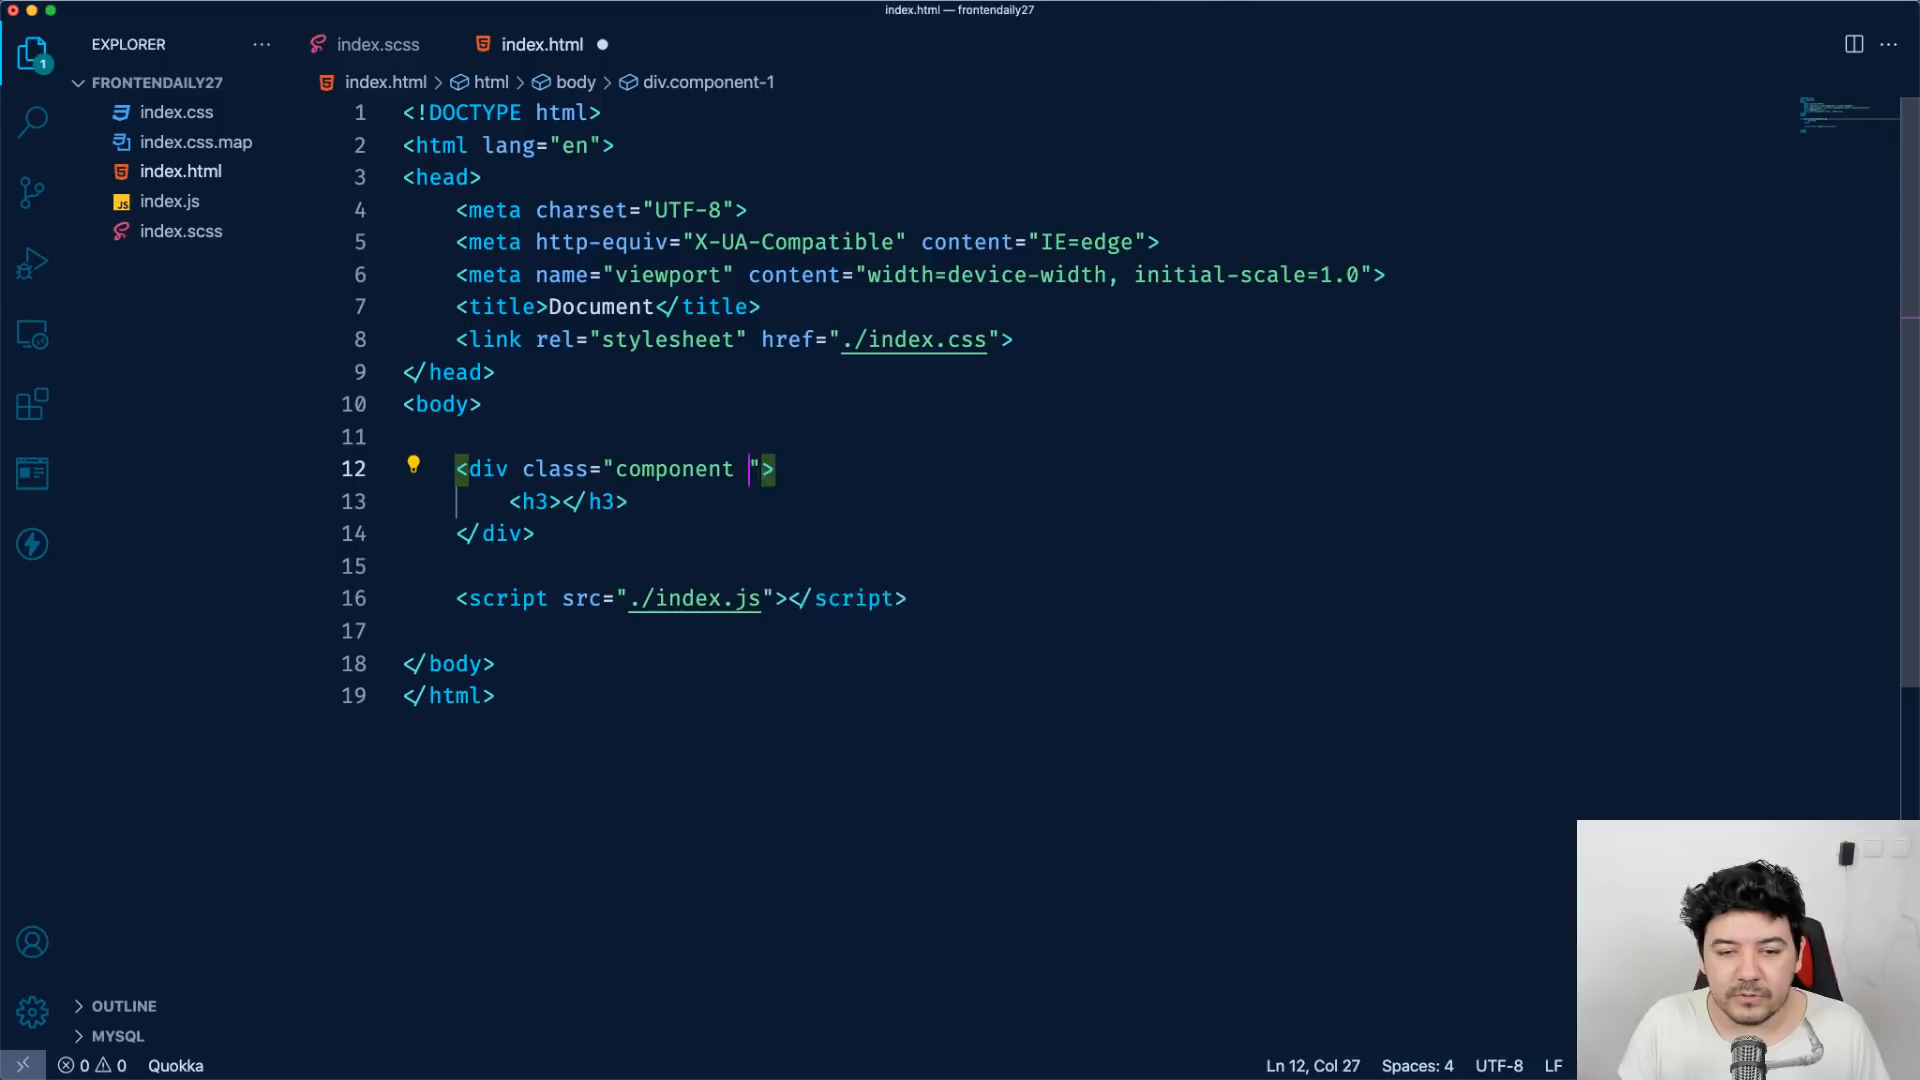 index.html — frontendaily27
EXPLORER
index.scss
index.html
FRONTENDAILY27
index.html
html
body
div.component-1
index.css
index.css.map
index.html
index.js
index.scss
1
1 <!DOCTYPE html>
2 <html lang="en">
3 <head>
4 <meta charset="UTF-8">
5 <meta http-equiv="X-UA-Compatible" content="IE=edge">
6 <meta name="viewport" content="width=device-width, initial-scale=1.0">
7 <title>Document</title>
8 <link rel="stylesheet" href="./index.css">
9 </head>
10 <body>
11
12 <div class="component ">
13 <h3></h3>
14 </div>
15
16 <script src="./index.js"></script>
17
18 </body>
19 </html>
OUTLINE
MYSQL
0 0 Quokka
Ln 12, Col 27 Spaces: 4 UTF-8 LF